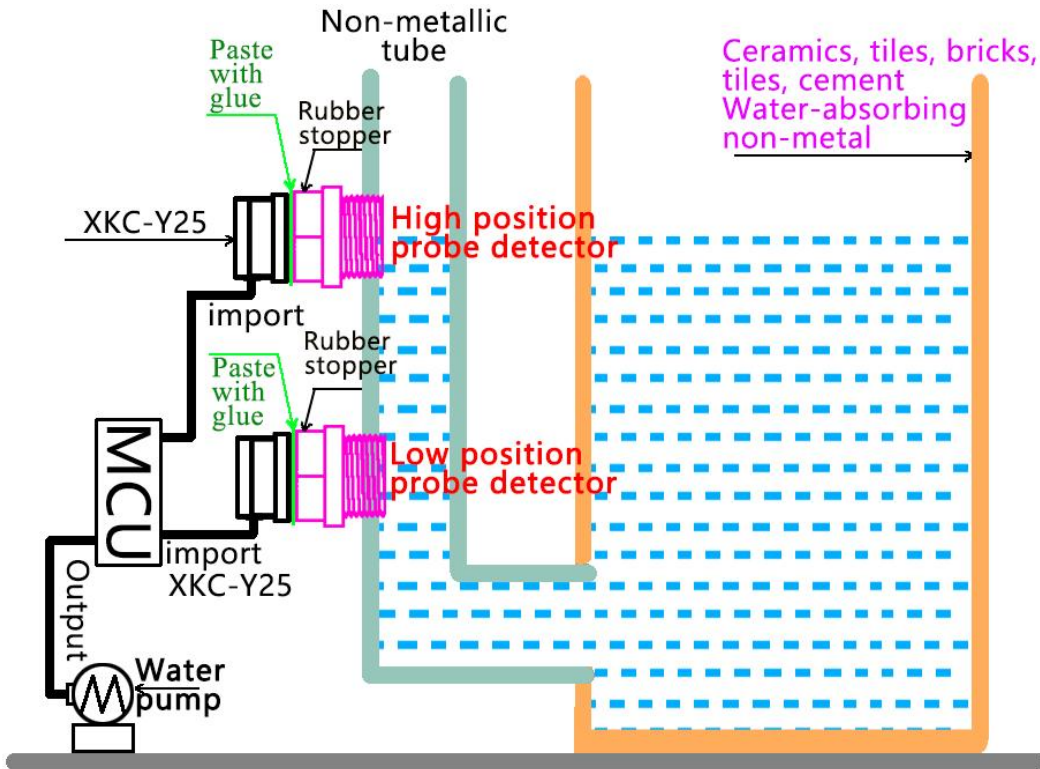 Non-metallic
tube
Paste
with
glue
Rubber
stopper
Ceramics, tiles, bricks,
tiles, cement
Water-absorbing
non-metal
XKC-Y25
High position
probe detector
import
Rubber
stopper
Paste
with
glue
MCU
Low position
probe detector
import
XKC-Y25
Output
Water
pump